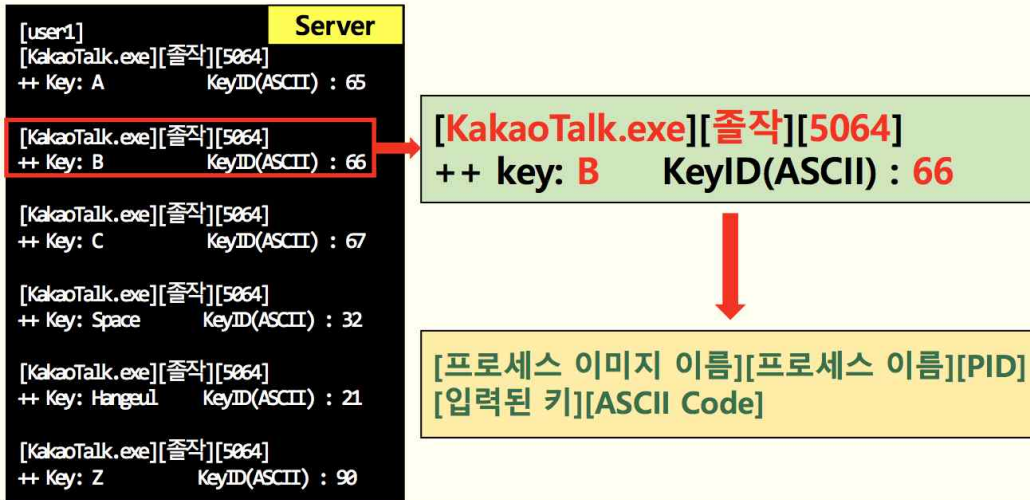 Server
[user1]
[KakaoTalk.exe][졸작][5064]
++ Key: A KeyID(ASCII) : 65
[KakaoTalk.exe][졸작][5064]
++ Key: B KeyID(ASCII) : 66
[KakaoTalk.exe][졸작][5064]
++ Key: C KeyID(ASCII) : 67
[KakaoTalk.exe][졸작][5064]
++ Key: Space KeyID(ASCII) : 32
[KakaoTalk.exe][졸작][5064]
++ Key: Hangeul KeyID(ASCII) : 21
[KakaoTalk.exe][졸작][5064]
++ Key: Z KeyID(ASCII) : 90
[KakaoTalk.exe][졸작][5064]
++ key: B KeyID(ASCII) : 66
[프로세스 이미지 이름][프로세스 이름][PID]
[입력된 키][ASCII Code]